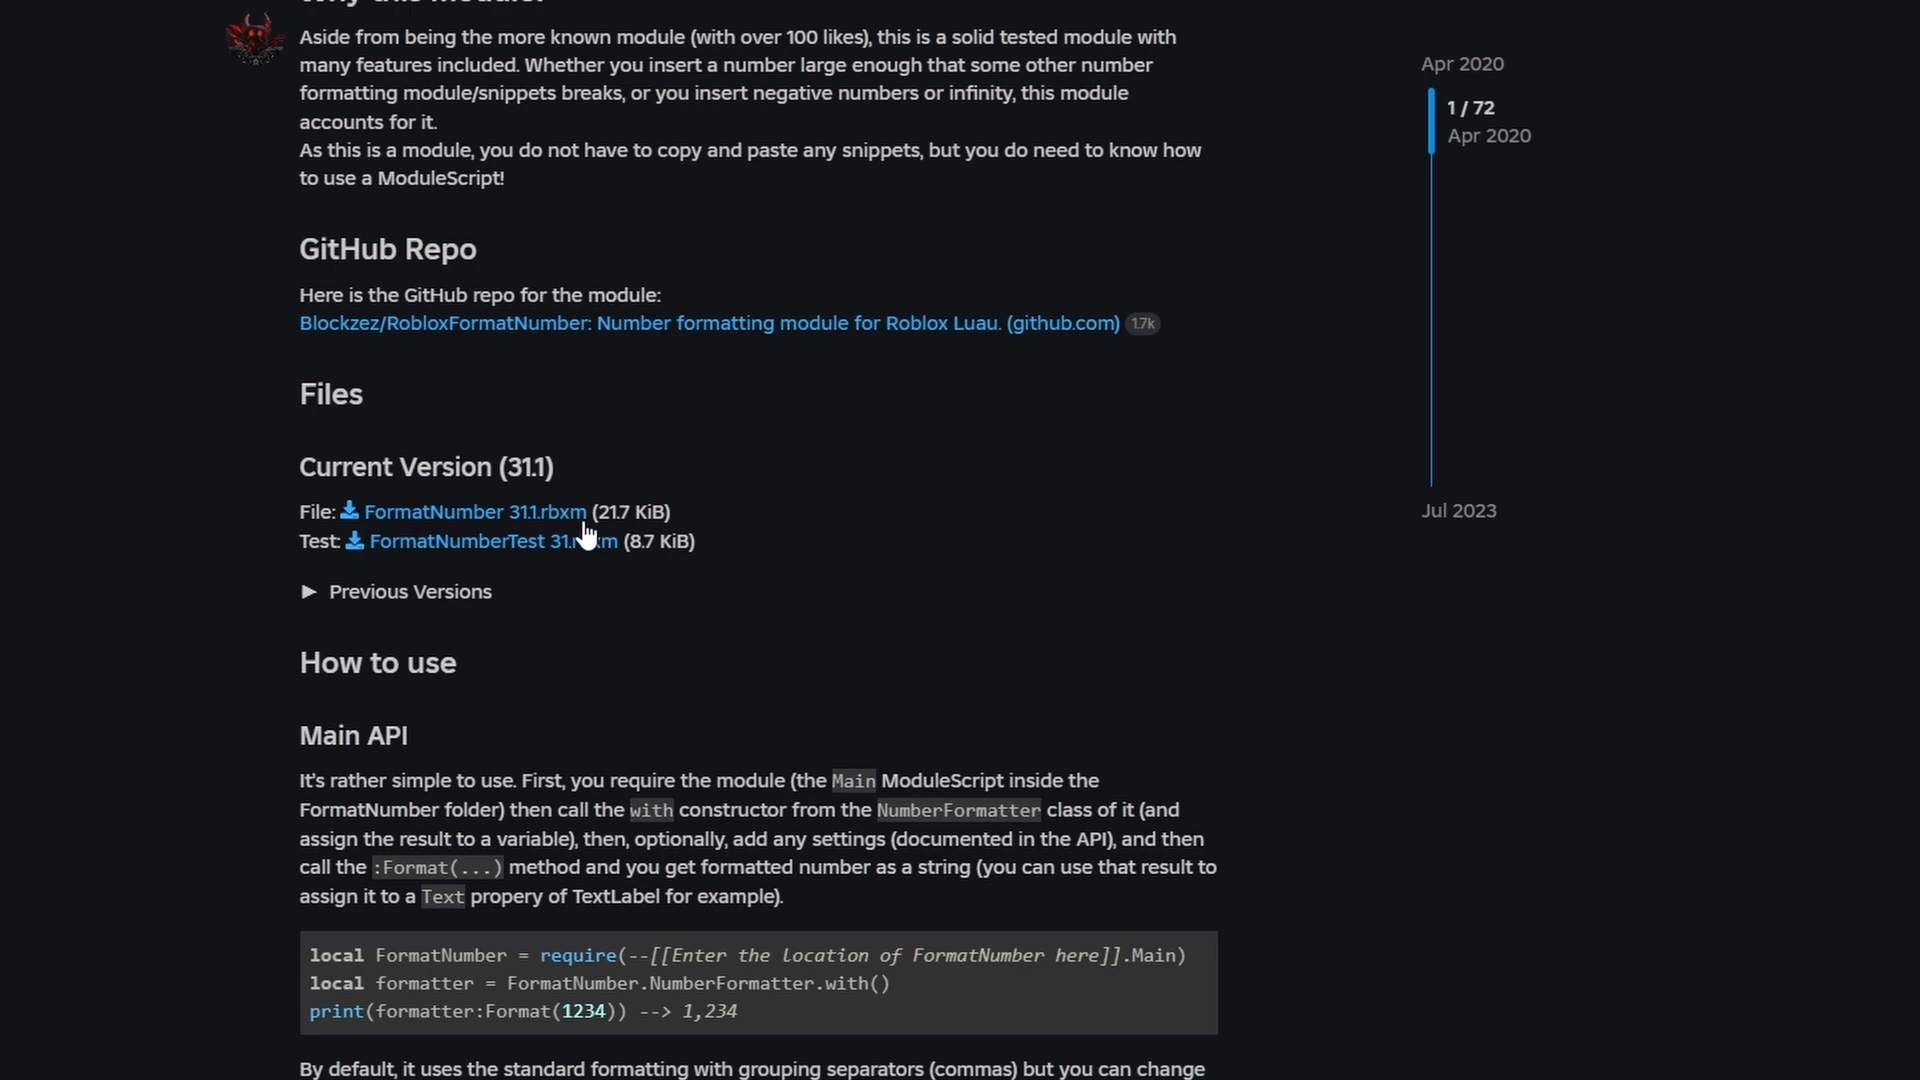 Aside from being the more known module (with over 100 likes), this is a solid tested module with
many features included. Whether you insert a number large enough that some other number
formatting module/snippets breaks, or you insert negative numbers or infinity, this module
accounts for it.
As this is a module, you do not have to copy and paste any snippets, but you do need to know how
to use a ModuleScript!
Apr 2020
1 / 72
Apr 2020
Jul 2023
GitHub Repo
Here is the GitHub repo for the module:
Blockzez/RobloxFormatNumber: Number formatting module for Roblox Luau. (github.com) 1.7k
Files
Current Version (31.1)
File: FormatNumber 31.1.rbxm (21.7 KiB)
Test: FormatNumberTest (8.7 KiB)
▶ Previous Versions
How to use
Main API
It's rather simple to use. First, you require the module (the Main ModuleScript inside the
FormatNumber folder) then call the with constructor from the NumberFormatter class of it (and
assign the result to a variable), then, optionally, add any settings (documented in the API), and then
call the :Format(...) method and you get formatted number as a string (you can use that result to
assign it to a Text propery of TextLabel for example).
local FormatNumber = require(--[[Enter the location of FormatNumber here]].Main)
local formatter = FormatNumber.NumberFormatter.with()
print(formatter:Format(1234)) --> 1,234
By default, it uses the standard formatting with grouping separators (commas) but you can change